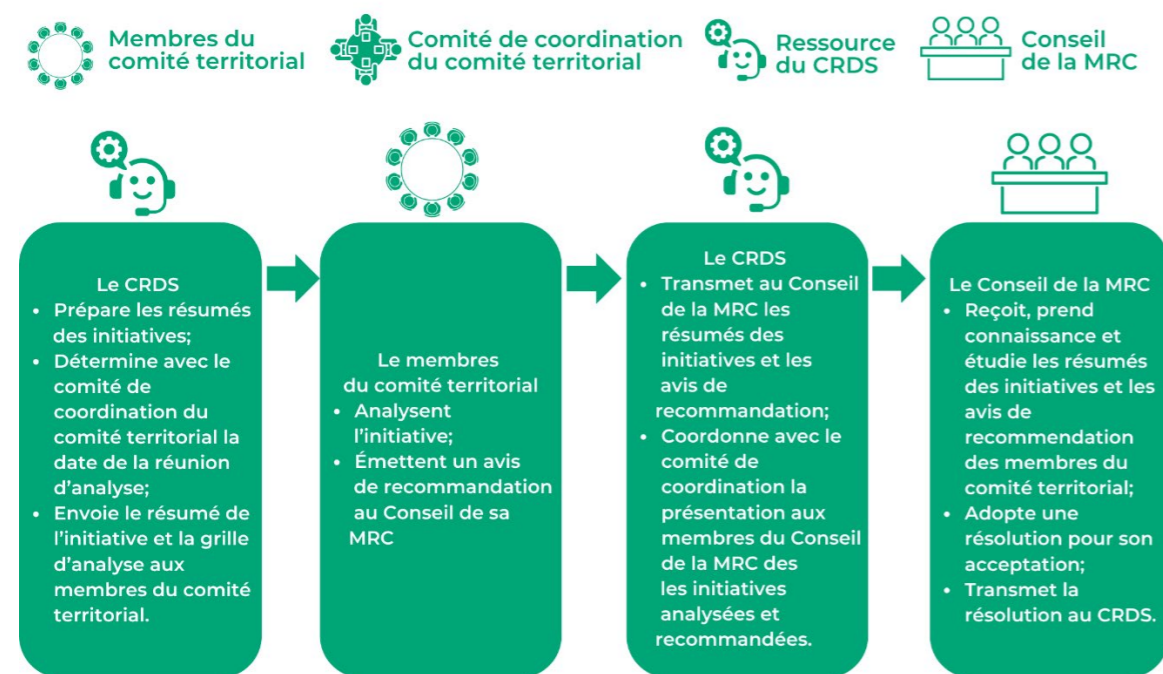 Membres du
comité territorial
Comité de coordination
du comité territorial
Ressource
du CRDS
Conseil
de la MRC
Le CRDS
• Prépare les résumés
des initiatives;
• Détermine avec le
comité de
coordination du
comité territorial la
date de la réunion
d'analyse;
• Envoie le résumé de
l'initiative et la grille
d'analyse aux
membres du comité
territorial.
Le membres
du comité territorial
• Analysent
l'initiative;
• Émettent un avis
de recommandation
au Conseil de sa
MRC
Le CRDS
• Transmet au Conseil
de la MRC les
résumés des
initiatives et les
avis de
recommandation;
• Coordonne avec le
comité de
coordination la
présentation aux
membres du Conseil
de la MRC des
les initiatives
analysées et
recommandées.
Le Conseil de la MRC
• Reçoit, prend
connaissance et
étudie les résumés
des initiatives et les
avis de
recommendation
des membres du
comité territorial;
• Adopte une
résolution pour son
acceptation;
• Transmet la
résolution au CRDS.